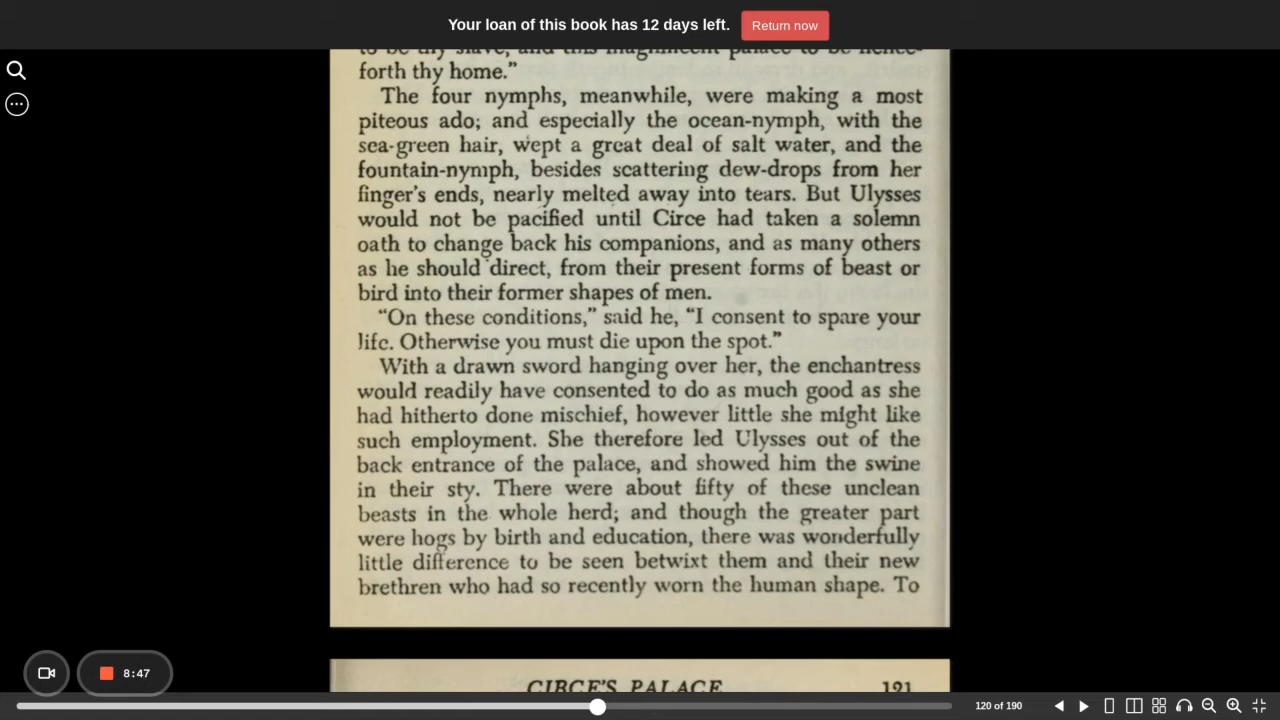 Your loan of this book has 12 days left. Return now
to be thy slave, and this magnificent palace to be hence-
forth thy home.”
The four nymphs, meanwhile, were making a most
piteous ado; and especially the ocean-nymph, with the
sea-green hair, wept a great deal of salt water, and the
fountain-nymph, besides scattering dew-drops from her
finger’s ends, nearly melted away into tears. But Ulysses
would not be pacified until Circe had taken a solemn
oath to change back his companions, and as many others
as he should direct, from their present forms of beast or
bird into their former shapes of men.
“On these conditions,” said he, “I consent to spare your
life. Otherwise you must die upon the spot.”
With a drawn sword hanging over her, the enchantress
would readily have consented to do as much good as she
had hitherto done mischief, however little she might like
such employment. She therefore led Ulysses out of the
back entrance of the palace, and showed him the swine
in their sty. There were about fifty of these unclean
beasts in the whole herd; and though the greater part
were hogs by birth and education, there was wonderfully
little difference to be seen betwixt them and their new
brethren who had so recently worn the human shape. To
CIRCE’S PALACE 121
8:47
120 of 190